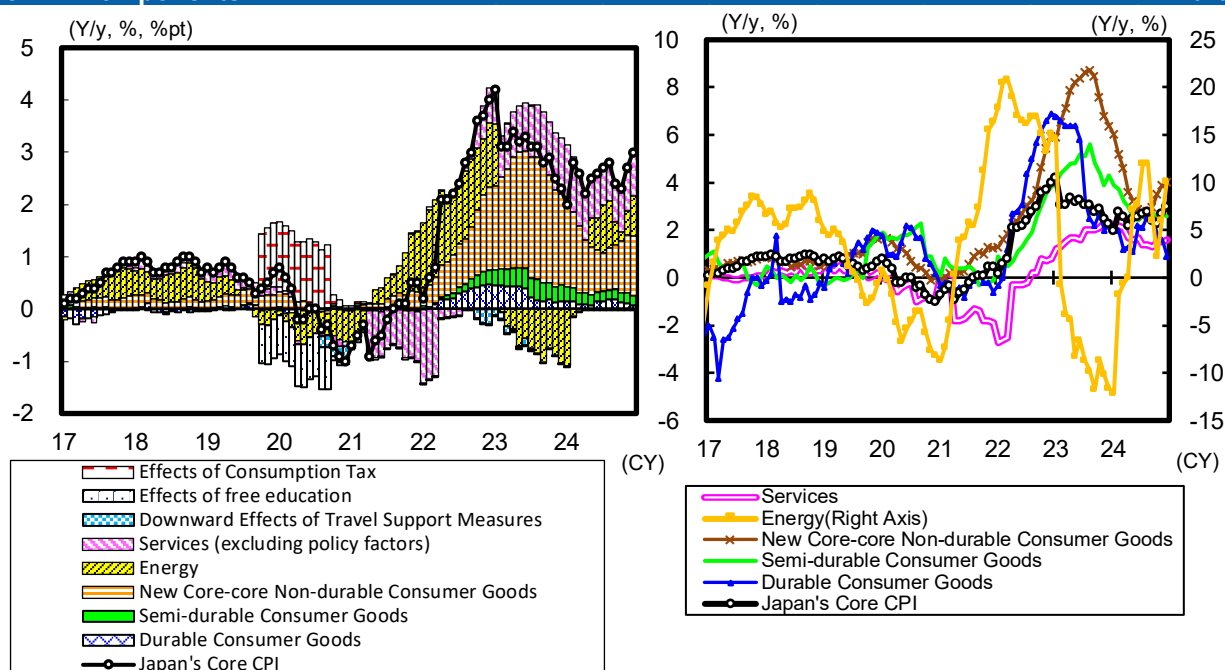 (Y/y, %, %pt)
5
4
3
2
1
0
-1
-2
17 18 19 20 21 22 23 24
(CY)
Effects of Consumption Tax
Effects of free education
Downward Effects of Travel Support Measures
Services (excluding policy factors)
Energy
New Core-core Non-durable Consumer Goods
Semi-durable Consumer Goods
Durable Consumer Goods
Japan's Core CPI
(Y/y, %)
(Y/y, %)
10
8
6
4
2
0
-2
-4
-6
25
20
15
10
5
0
-5
-10
-15
17 18 19 20 21 22 23 24
(CY)
Services
Energy(Right Axis)
New Core-core Non-durable Consumer Goods
Semi-durable Consumer Goods
Durable Consumer Goods
Japan's Core CPI